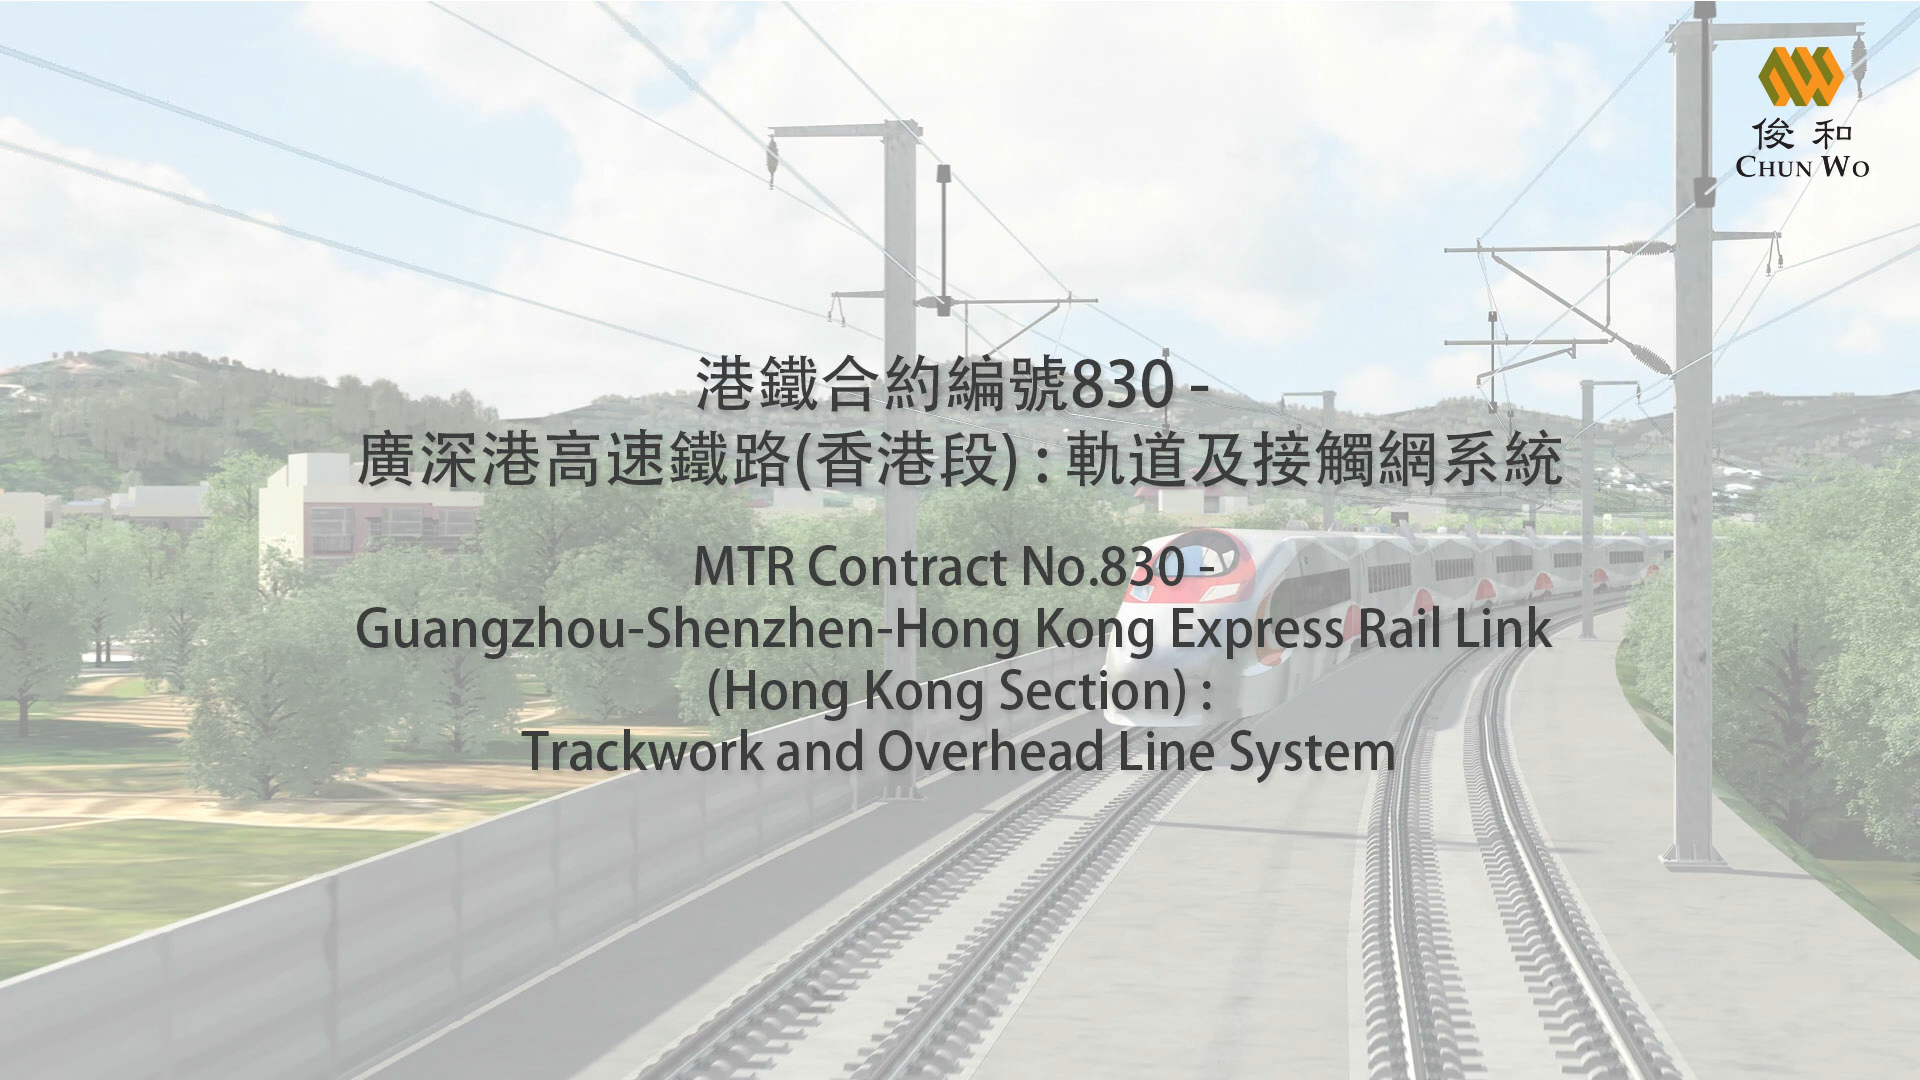 俊和
CHUN WO
港鐵合約編號830 -
廣深港高速鐵路(香港段) : 軌道及接觸網系統
MTR Contract No.830 -
Guangzhou-Shenzhen-Hong Kong Express Rail Link
(Hong Kong Section) :
Trackwork and Overhead Line System